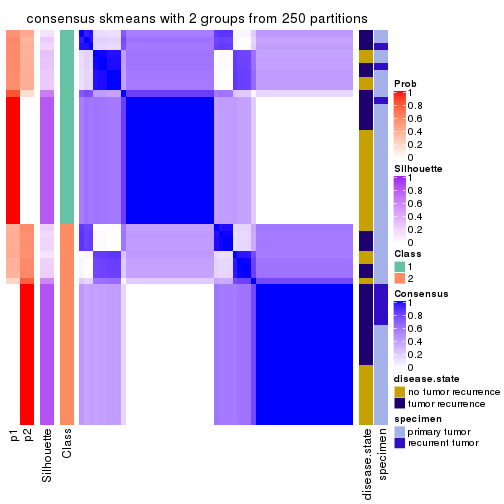 consensus skmeans with 2 groups from 250 partitions
Prob
1
0.8
0.6
0.4
0.2
0
Silhouette
1
0.8
0.6
0.4
0.2
0
Class
1
2
Consensus
1
0.8
0.6
0.4
0.2
0
disease.state
no tumor recurrence
tumor recurrence
specimen
primary tumor
recurrent tumor
p1
p2
Silhouette
Class
disease.state
specimen